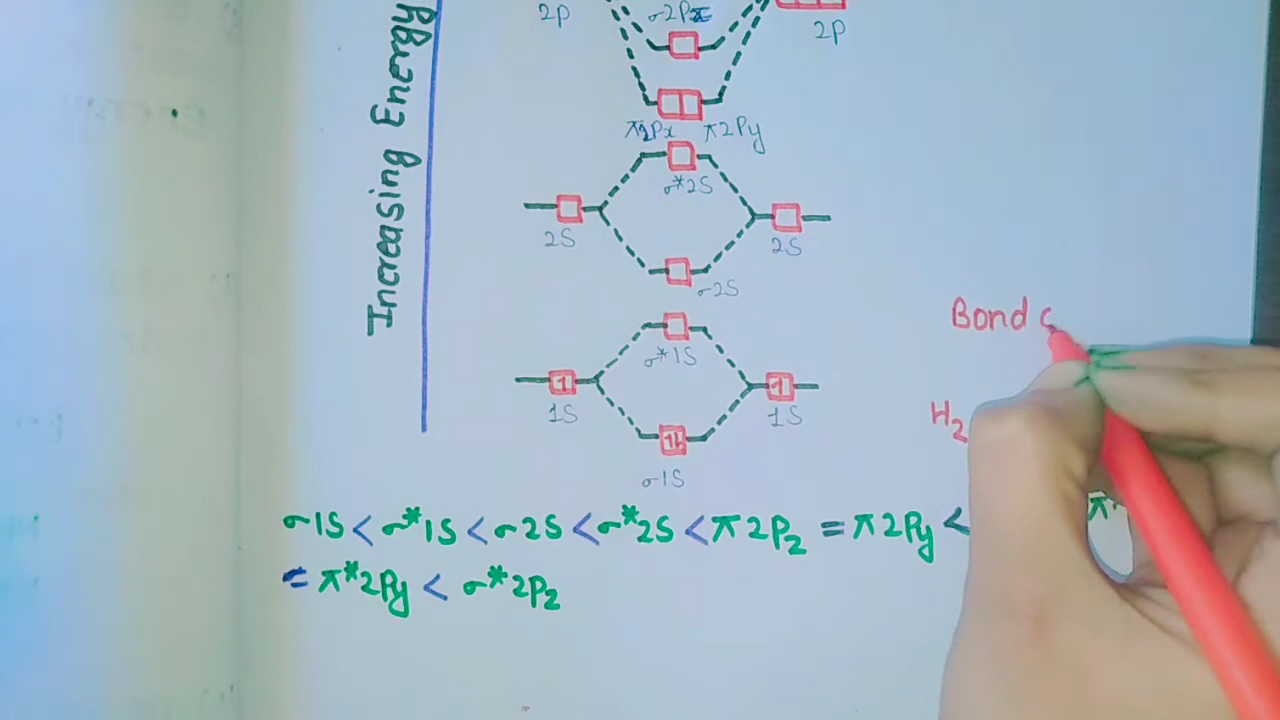 Increasing Energy
2P σ2Pz 2P
π2Px π2Py
σ*2S
2S 2S
σ2S
σ*1S
1S 1S
σ1S
Bond
H2
σ1S < σ*1S < σ2S < σ*2S < π2P2 = π2Py <
= π*2Py < σ*2P2